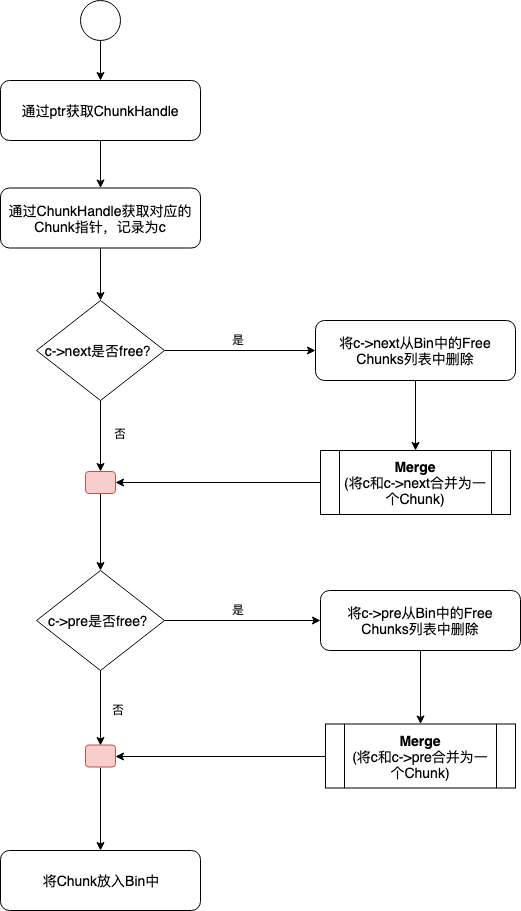 通过ptr获取ChunkHandle
通过ChunkHandle获取对应的
Chunk指针，记录为c
c->next是否free?
是
将c->next从Bin中的Free
Chunks列表中删除
否
Merge
(将c和c->next合并为一
个Chunk)
c->pre是否free?
是
将c->pre从Bin中的Free
Chunks列表中删除
否
Merge
(将c和c->pre合并为一
个Chunk)
将Chunk放入Bin中